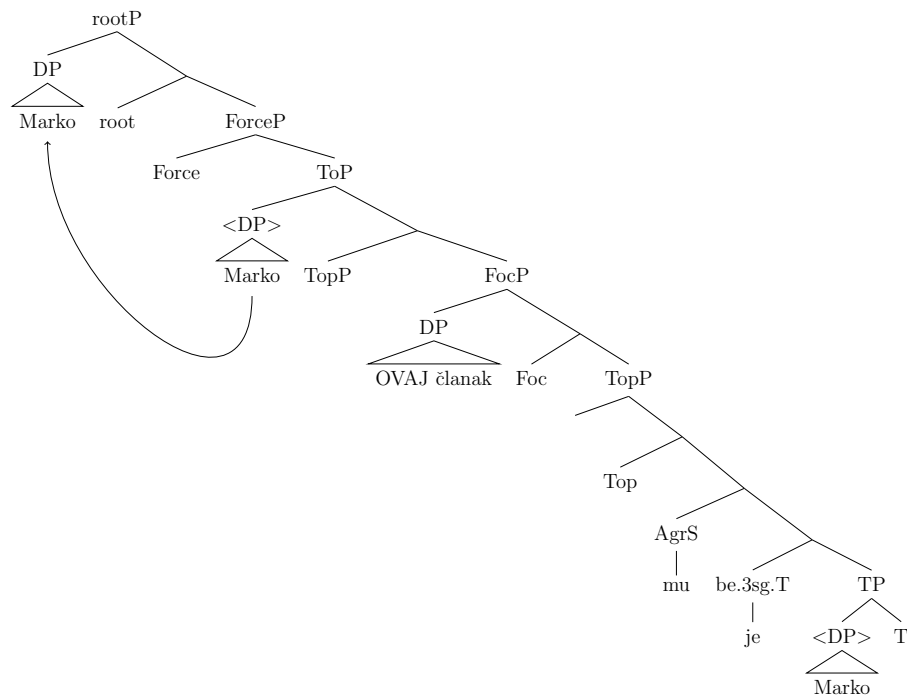 rootP
DP
Marko root ForceP
Force ToP
<DP>
Marko TopP FocP
DP
OVAJ članak Foc TopP
Top
AgrS
mu be.3sg.T TP
je <DP> T
Marko